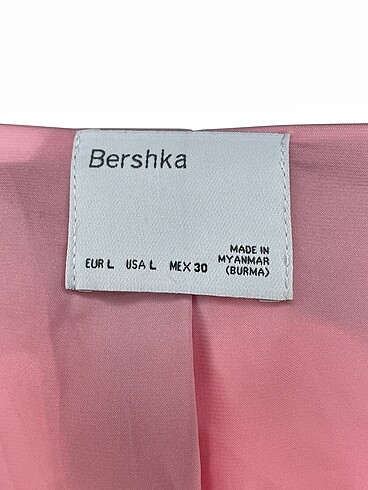 Bershka
EUR L USA L MEX 30
MADE IN
MYANMAR
(BURMA)